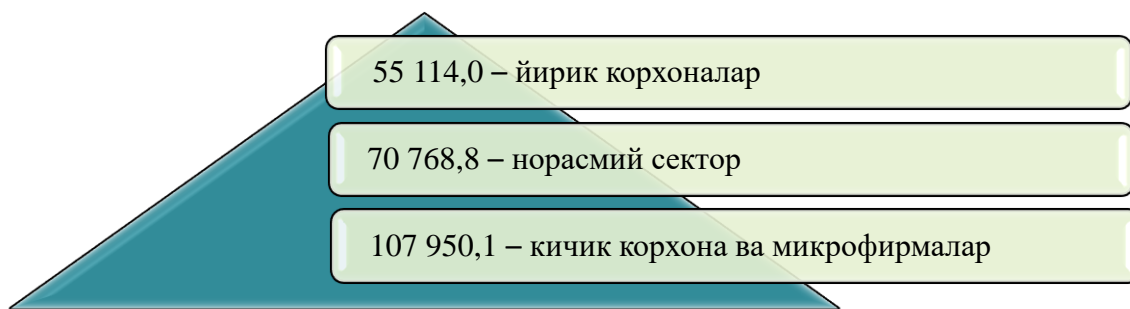 55 114,0 – йирик корхоналар
70 768,8 – норасмий сектор
107 950,1 – кичик корхона ва микрофирмалар